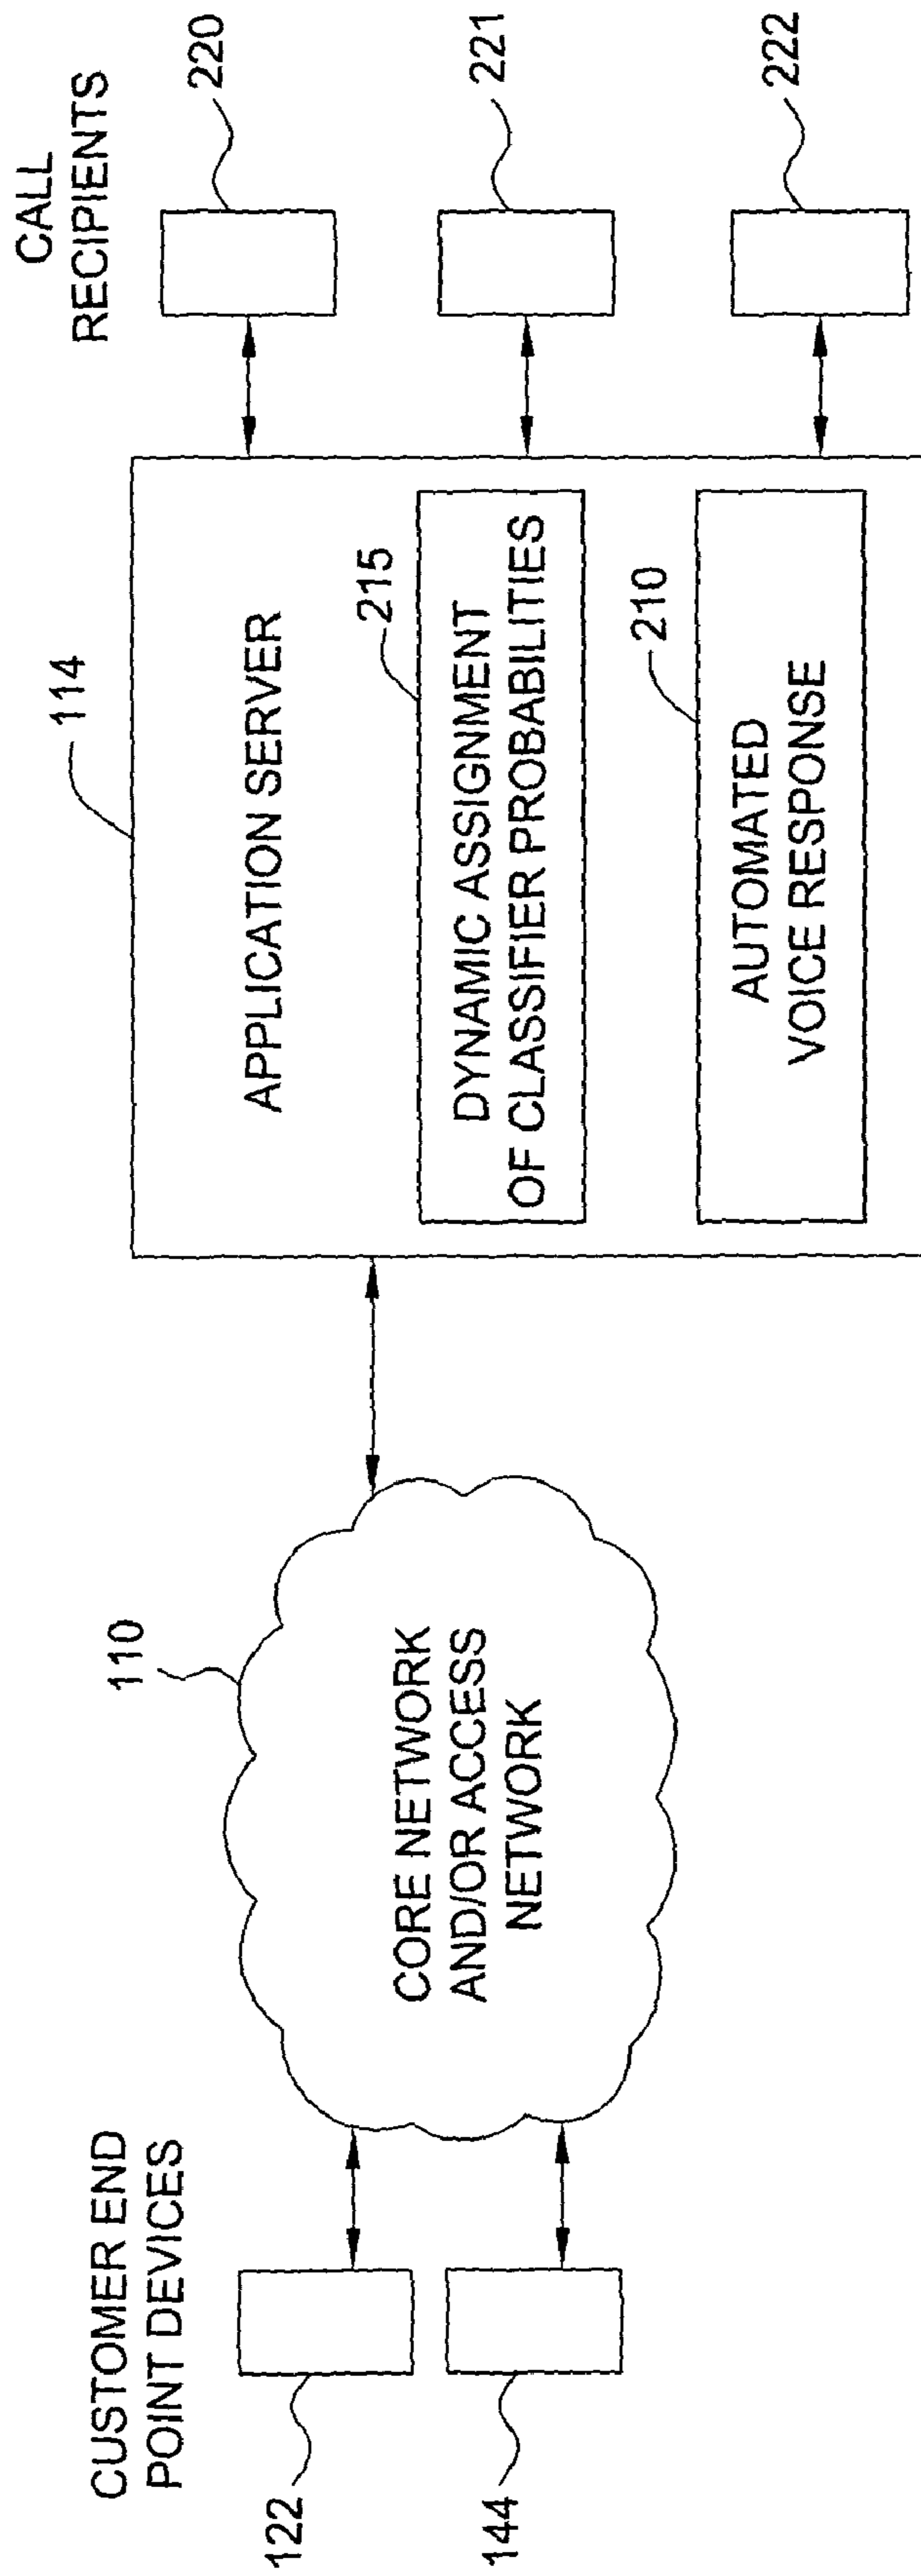 CUSTOMER END
POINT DEVICES
122
144
110
CORE NETWORK
AND/OR ACCESS
NETWORK
114
APPLICATION SERVER
215
DYNAMIC ASSIGNMENT
OF CLASSIFIER PROBABILITIES
210
AUTOMATED
VOICE RESPONSE
CALL
RECIPIENTS
220
221
222